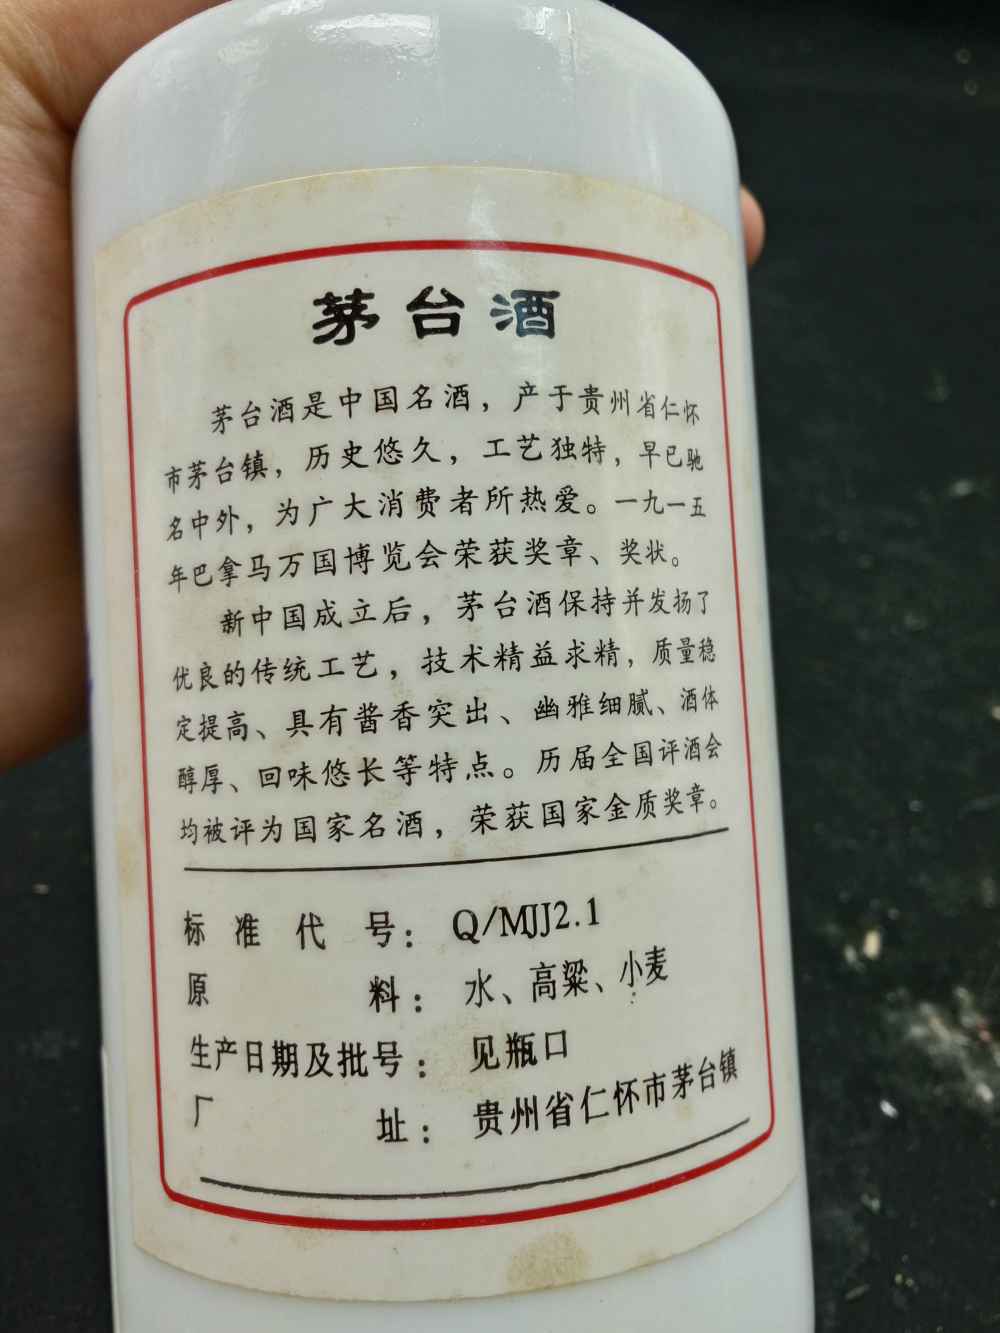 茅台酒
茅台酒是中国名酒，产于贵州省仁怀
市茅台镇，历史悠久，工艺独特，早已驰
名中外，为广大消费者所热爱。一九一五
年巴拿马万国博览会荣获奖章、奖状。
新中国成立后，茅台酒保持并发扬了
优良的传统工艺，技术精益求精，质量稳
定提高、具有酱香突出、幽雅细腻、酒体
醇厚、回味悠长等特点。历届全国评酒会
均被评为国家名酒，荣获国家金质奖章。
标准代号：Q/MJJ2.1
原料：水、高粱、小麦
生产日期及批号：见瓶口
厂址：贵州省仁怀市茅台镇